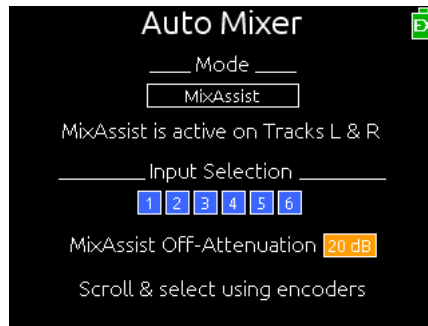 Auto Mixer
Mode
MixAssist
MixAssist is active on Tracks L & R
Input Selection
1 2 3 4 5 6
MixAssist Off-Attenuation 20 dB
Scroll & select using encoders